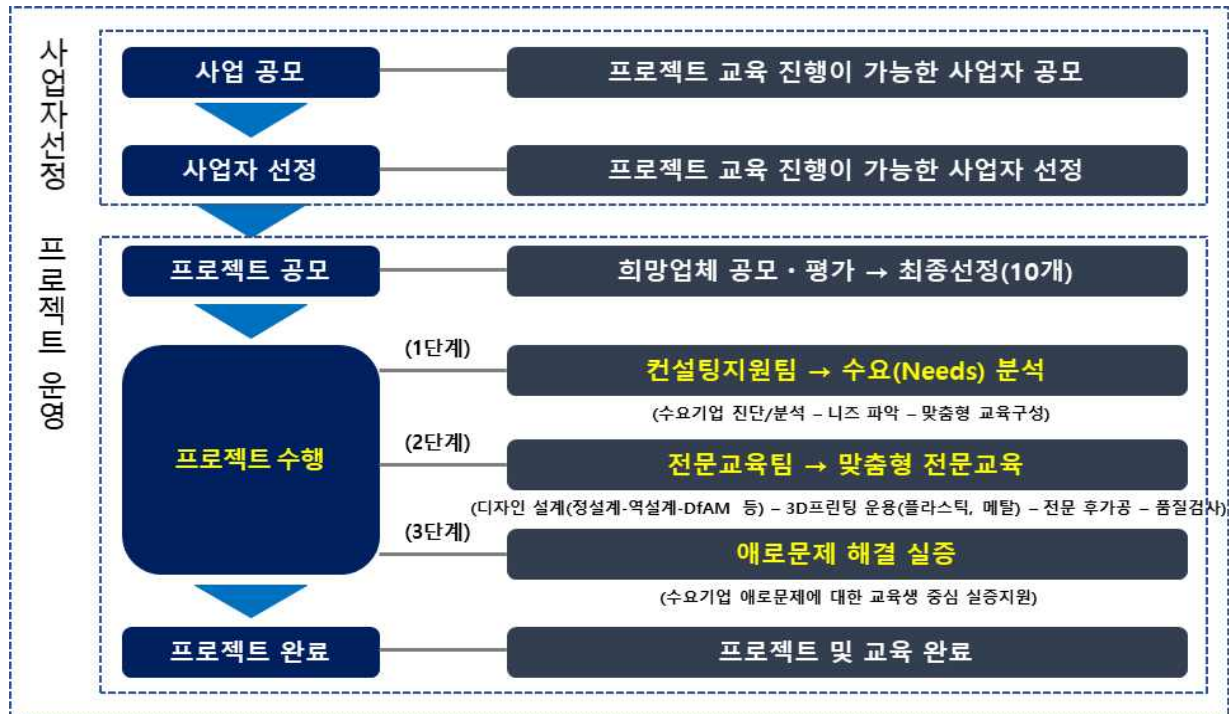 사업자선정
사업 공모
프로젝트 교육 진행이 가능한 사업자 공모
사업자 선정
프로젝트 교육 진행이 가능한 사업자 선정
프로젝트 운영
프로젝트 공모
희망업체 공모・평가 → 최종선정(10개)
프로젝트 수행
(1단계)
컨설팅지원팀 → 수요(Needs) 분석
(수요기업 진단/분석 – 니즈 파악 – 맞춤형 교육구성)
(2단계)
전문교육팀 → 맞춤형 전문교육
(디자인 설계(정설계-역설계-DfAM 등) – 3D프린팅 운용(플라스틱, 메탈) – 전문 후가공 – 품질검사)
(3단계)
애로문제 해결 실증
(수요기업 애로문제에 대한 교육생 중심 실증지원)
프로젝트 완료
프로젝트 및 교육 완료